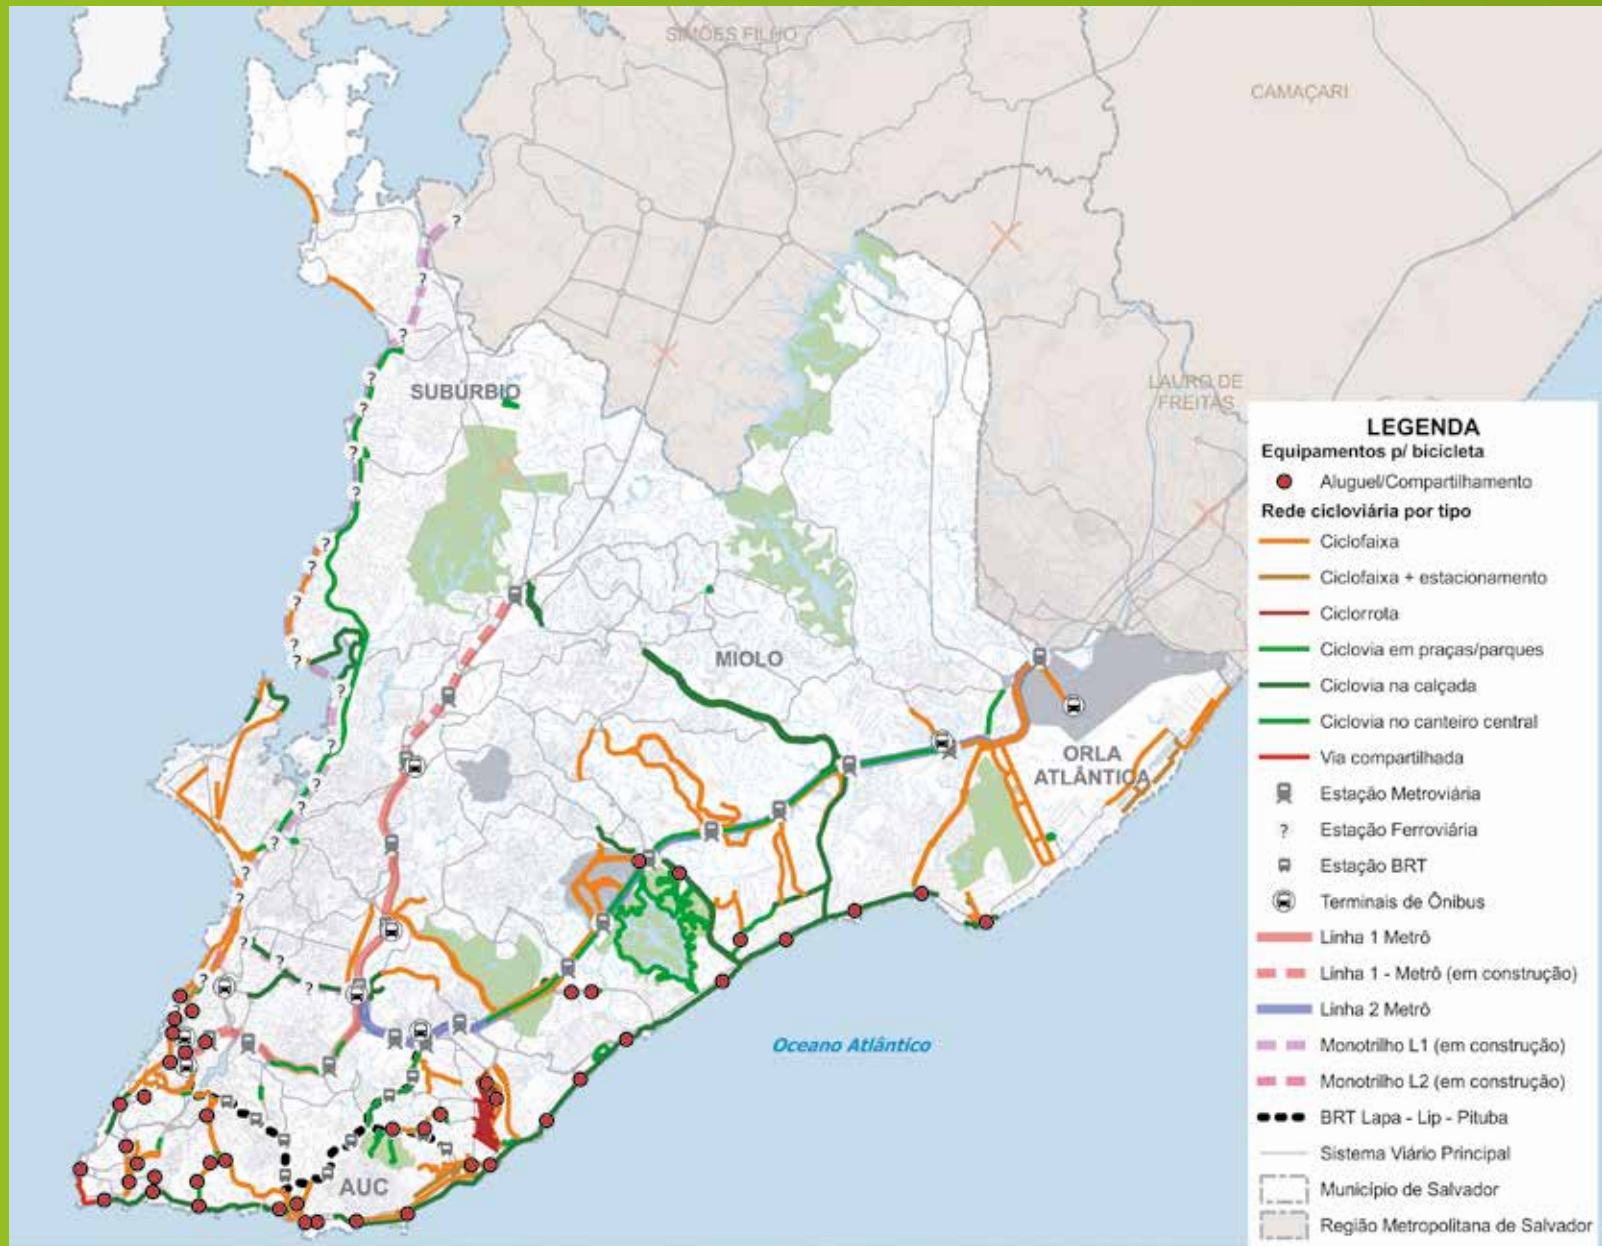 SIMÕES FILHO
CAMAÇARI
LAURO DE
FREITAS
SUBÚRBIO
MIOLO
ORLA
ATLÂNTICA
AUC
Oceano Atlântico
LEGENDA
Equipamentos p/ bicicleta
Aluguel/Compartilhamento
Rede cicloviária por tipo
Ciclofaixa
Ciclofaixa + estacionamento
Ciclorrota
Ciclovia em praças/parques
Ciclovia na calçada
Ciclovia no canteiro central
Via compartilhada
Estação Metroviária
? Estação Ferroviária
Estação BRT
Terminais de Ônibus
Linha 1 Metrô
Linha 1 - Metrô (em construção)
Linha 2 Metrô
Monotrilho L1 (em construção)
Monotrilho L2 (em construção)
BRT Lapa - Lip - Pituba
Sistema Viário Principal
Município de Salvador
Região Metropolitana de Salvador